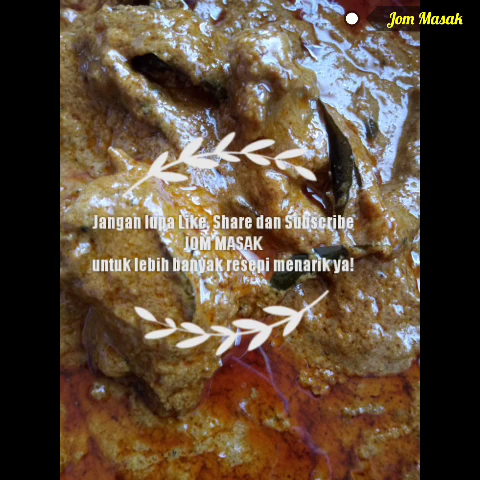 Jom Masak
Jangan lupa Like, Share dan Subscribe
JOM MASAK
untuk lebih banyak resepi menarik ya!